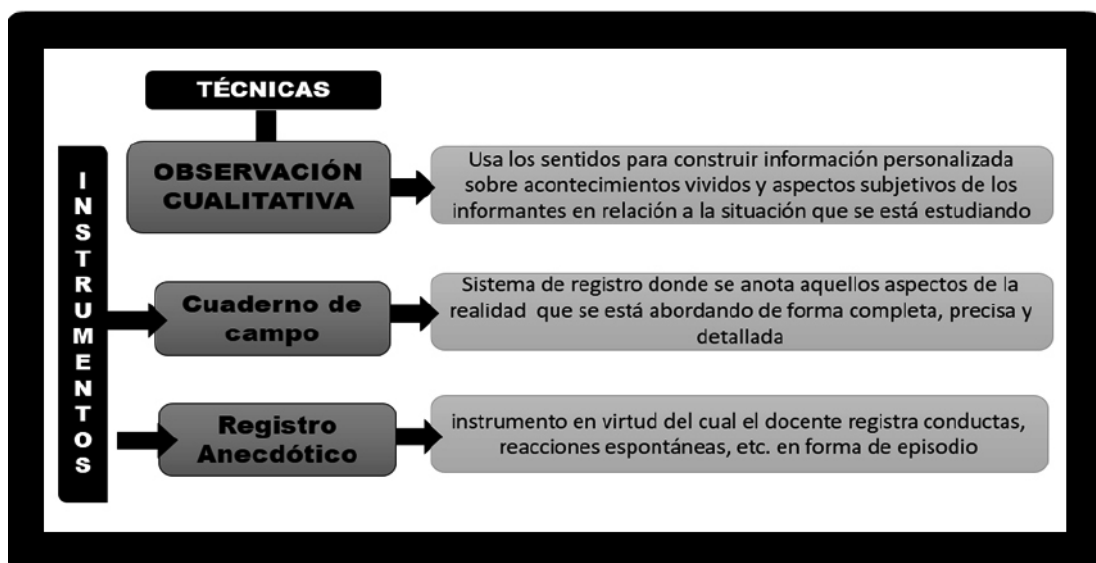 TÉCNICAS
INSTRUMENTOS
OBSERVACIÓN
CUALITATIVA
Usa los sentidos para construir información personalizada
sobre acontecimientos vividos y aspectos subjetivos de los
informantes en relación a la situación que se está estudiando
Cuaderno de
campo
Sistema de registro donde se anota aquellos aspectos de la
realidad que se está abordando de forma completa, precisa y
detallada
Registro
Anecdótico
instrumento en virtud del cual el docente registra conductas,
reacciones espontáneas, etc. en forma de episodio